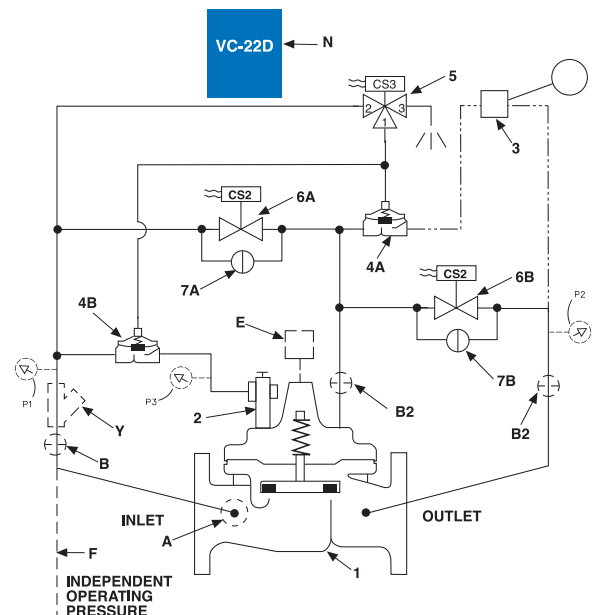 VC-22D
N
CS3
5
2
3
1
3
CS2
6A
4A
7A
CS2
6B
P2
4B
E
7B
P1
P3
2
B2
B2
Y
B
INLET
OUTLET
A
F
1
INDEPENDENT
OPERATING
PRESSURE